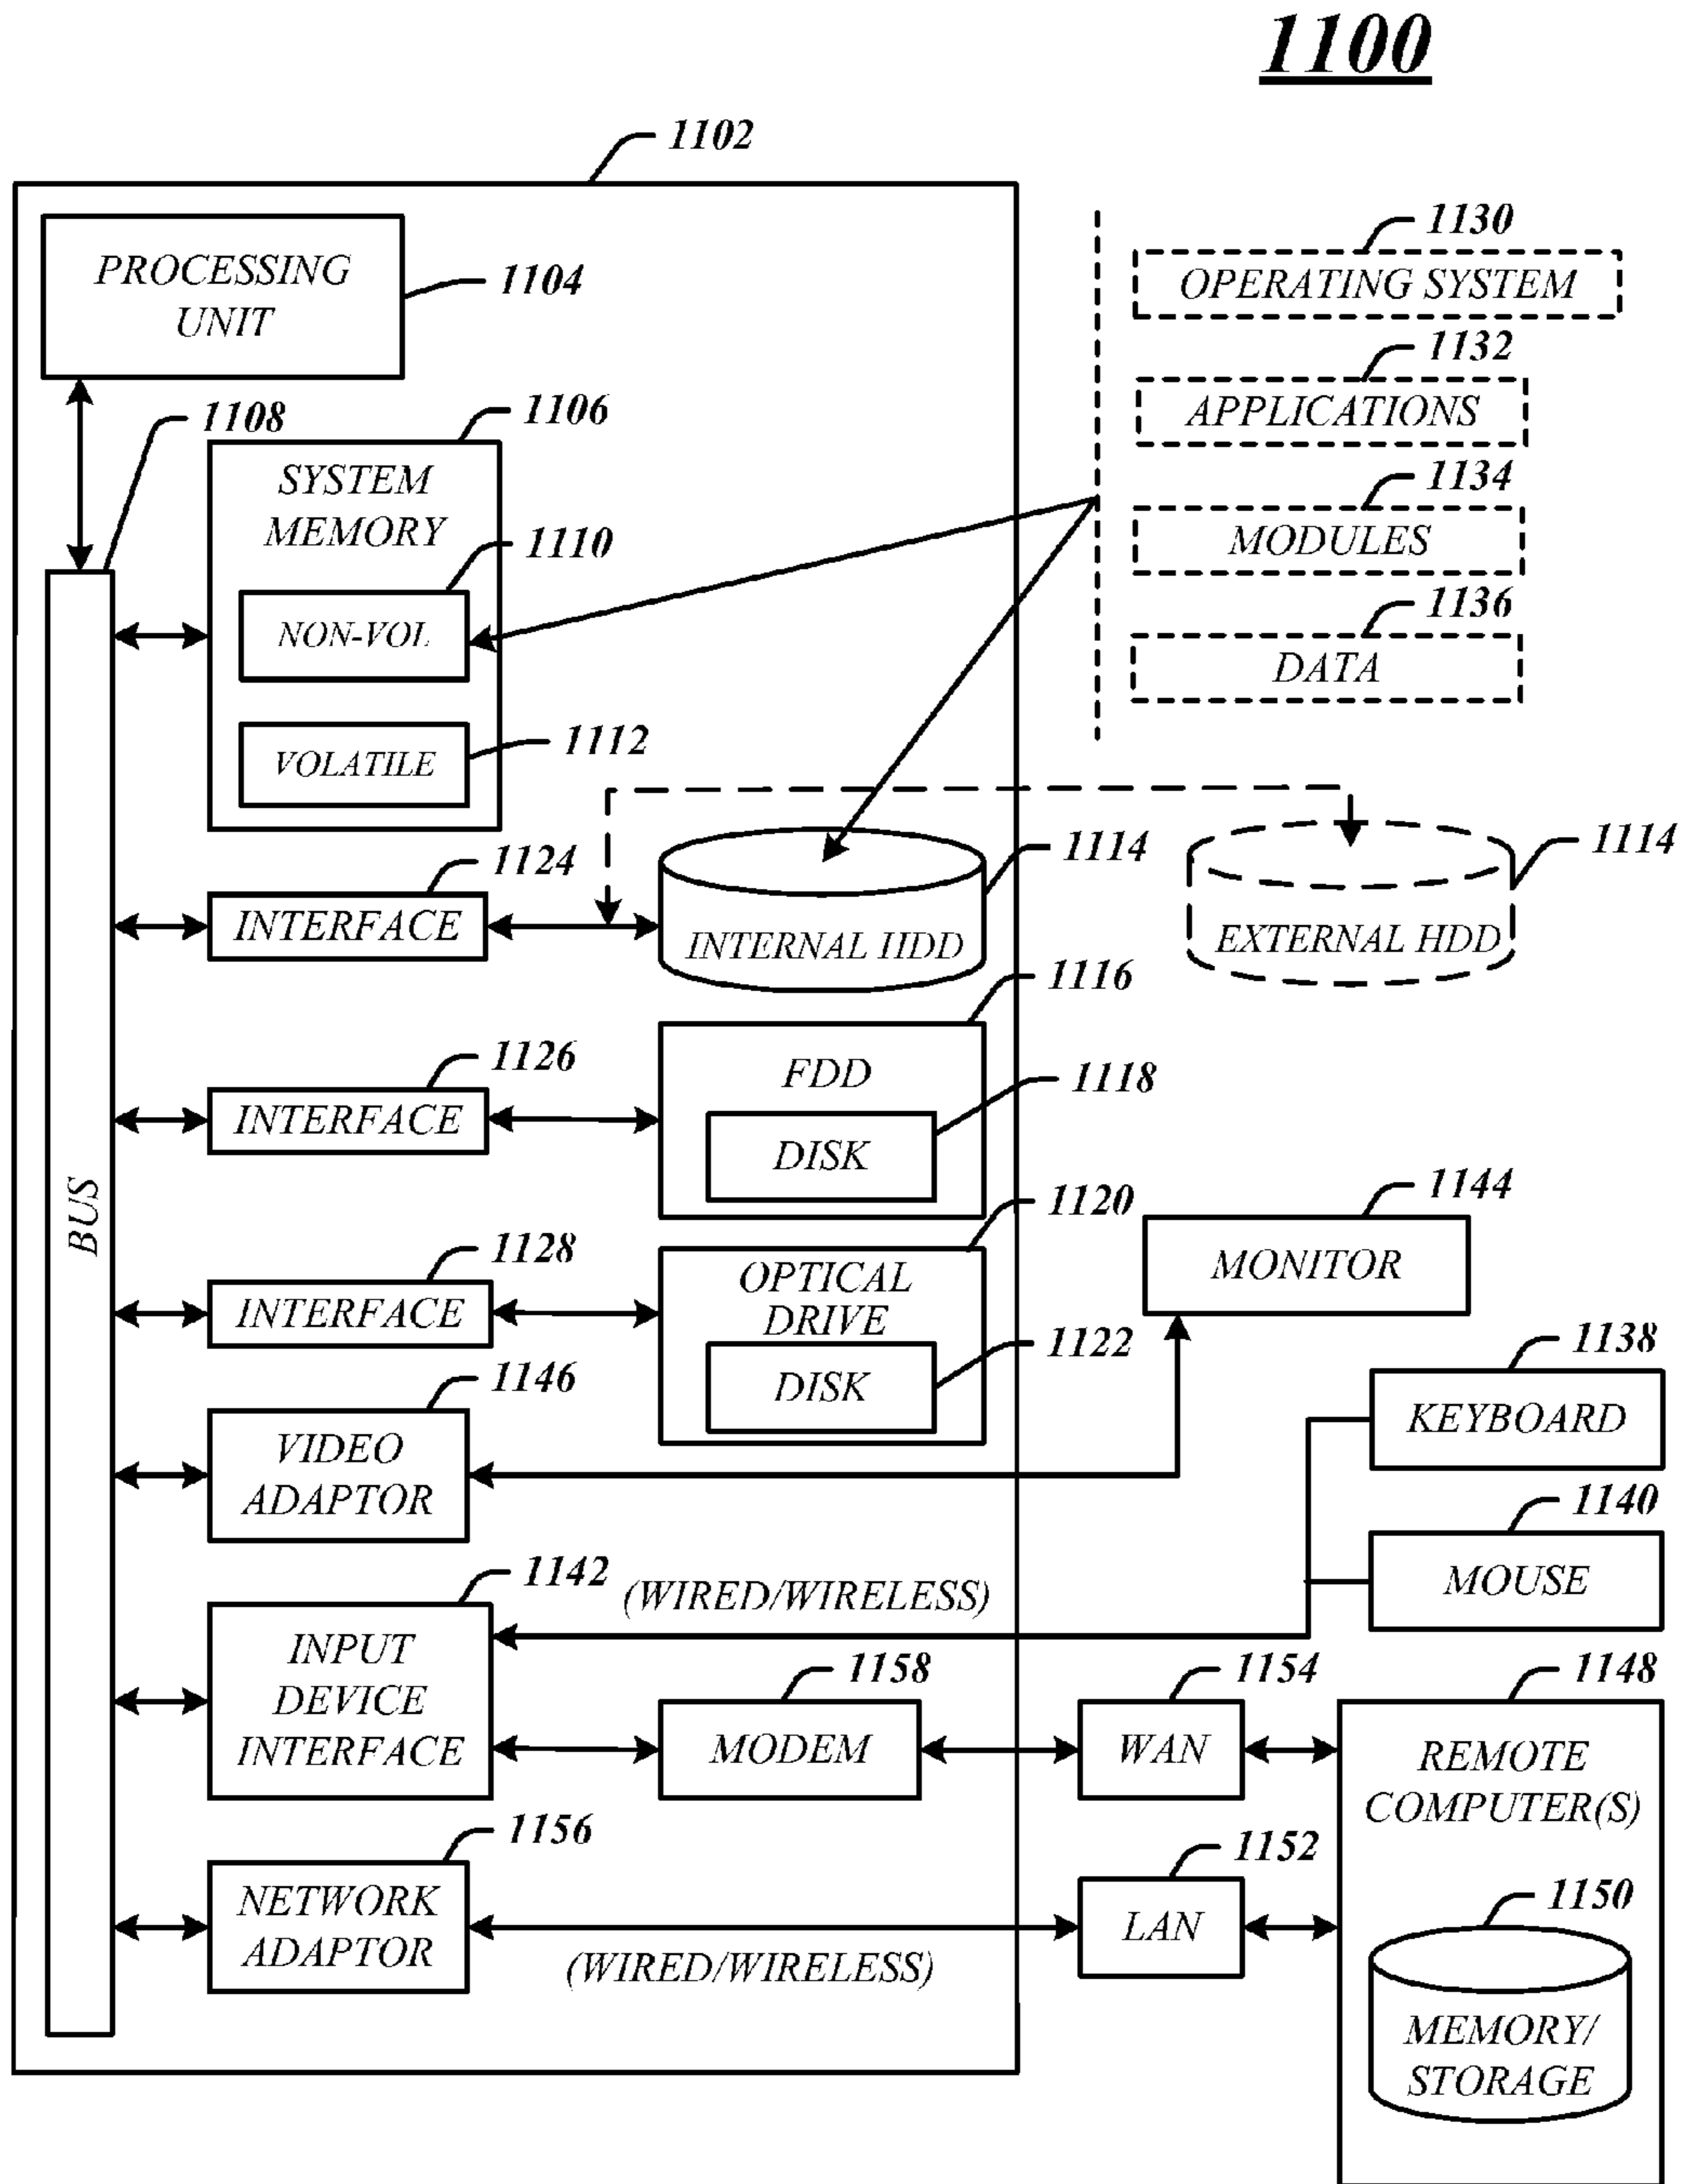 1100
1102
1130
PROCESSING
UNIT
1104
OPERATING SYSTEM
1132
APPLICATIONS
1108
1106
SYSTEM
MEMORY
1134
MODULES
1110
NON-VOL
1136
DATA
1112
VOLATILE
1124
INTERFACE
1114
INTERNAL HDD
1114
EXTERNAL HDD
1116
1126
INTERFACE
FDD
1118
DISK
BUS
1120
1144
MONITOR
1128
INTERFACE
OPTICAL
DRIVE
1122
DISK
1138
KEYBOARD
1146
VIDEO
ADAPTOR
1140
MOUSE
1142
(WIRED/WIRELESS)
INPUT
DEVICE
INTERFACE
1158
MODEM
1154
WAN
1148
REMOTE
COMPUTER(S)
1156
NETWORK
ADAPTOR
(WIRED/WIRELESS)
1152
LAN
1150
MEMORY/
STORAGE